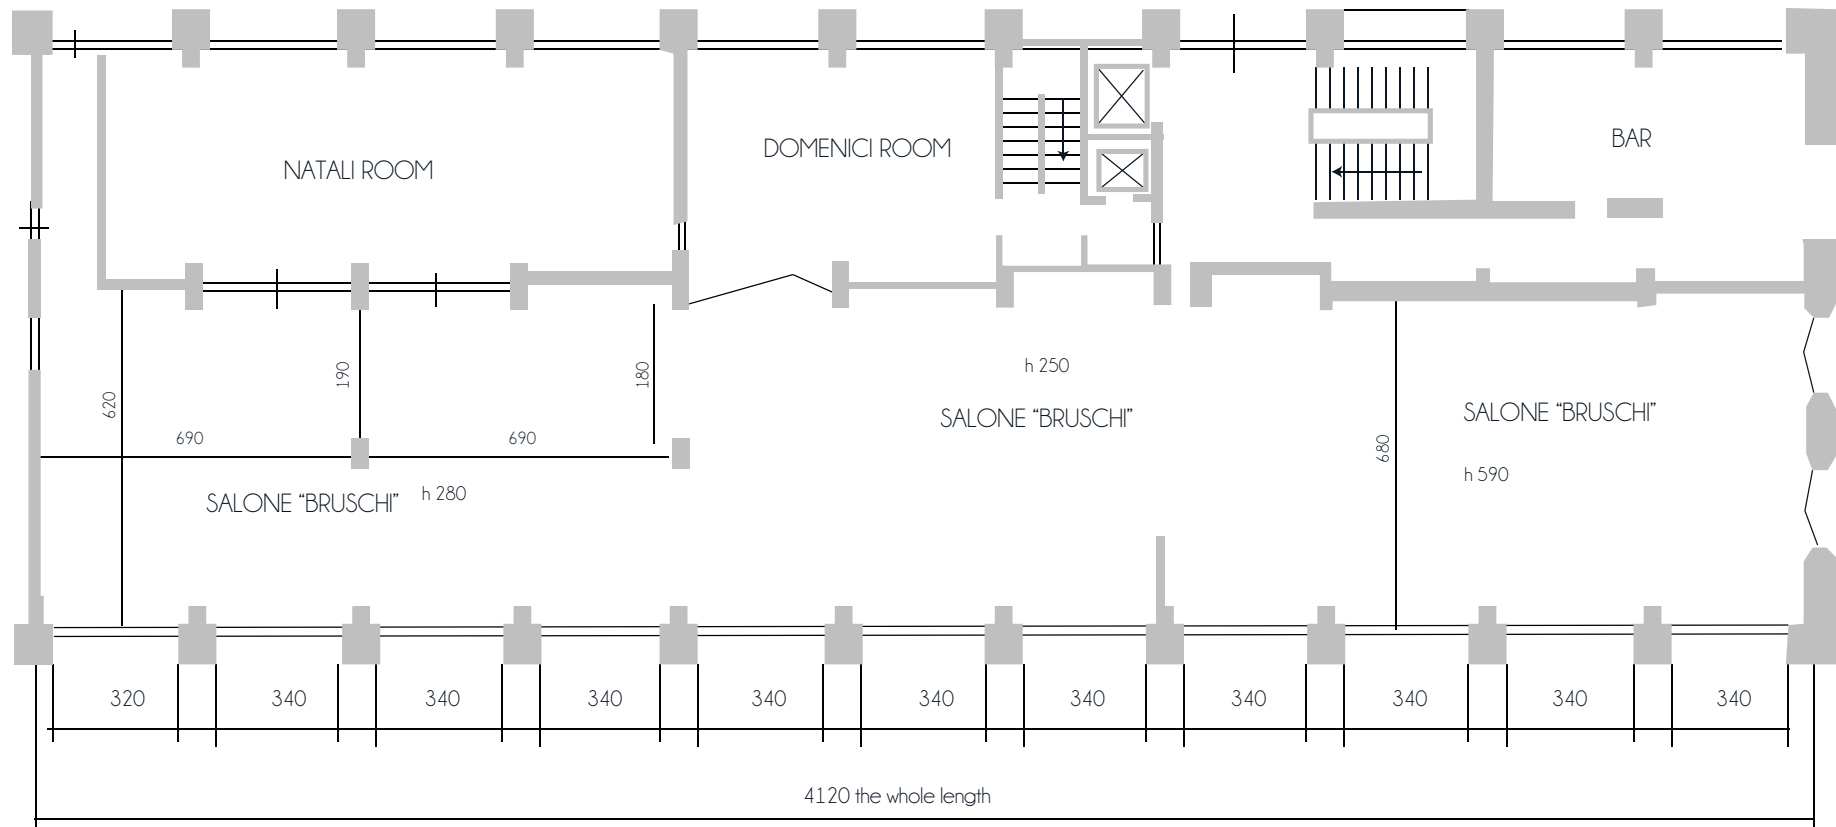 BAR
DOMENICI ROOM
NATALI ROOM
h 250
190
180
620
SALONE “BRUSCHI”
SALONE “BRUSCHI”
690
690
680
h 590
h 280
SALONE “BRUSCHI”
320
340
340
340
340
340
340
340
340
340
340
4120 the whole length